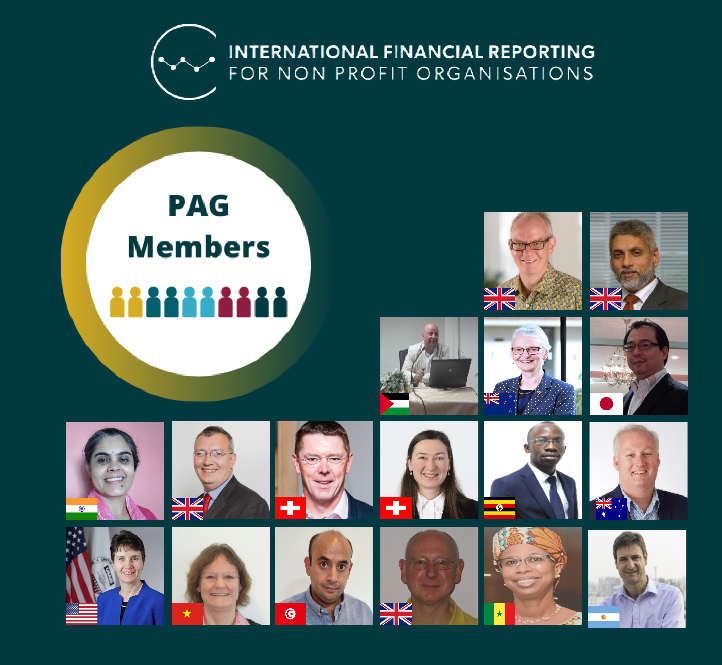 INTERNATIONAL FINANCIAL REPORTING
FOR NON PROFIT ORGANISATIONS
PAG
Members